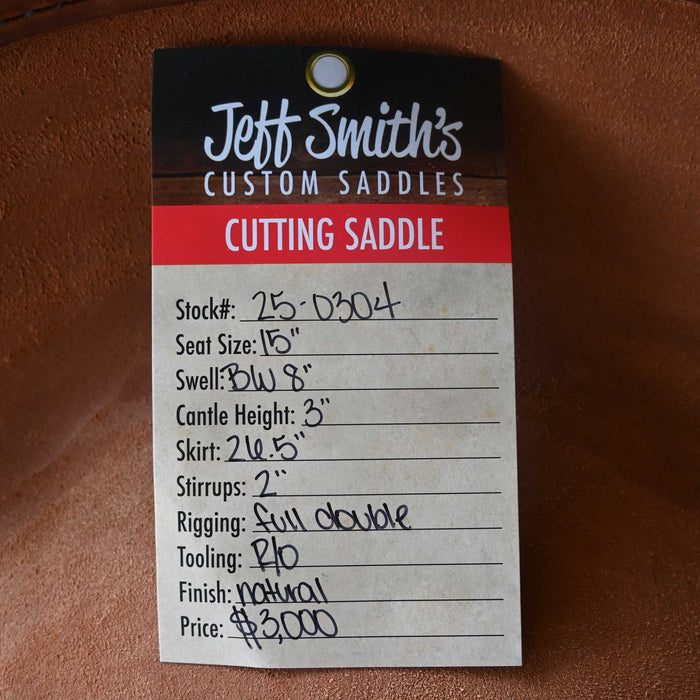 Jeff Smith's
CUSTOM SADDLES
CUTTING SADDLE
Stock#: 25-0304
Seat Size: 15"
Swell: BW 8"
Cantle Height: 3"
Skirt: 26.5"
Stirrups: 2"
Rigging: full double
Tooling: R/O
Finish: natural
Price: $3,000